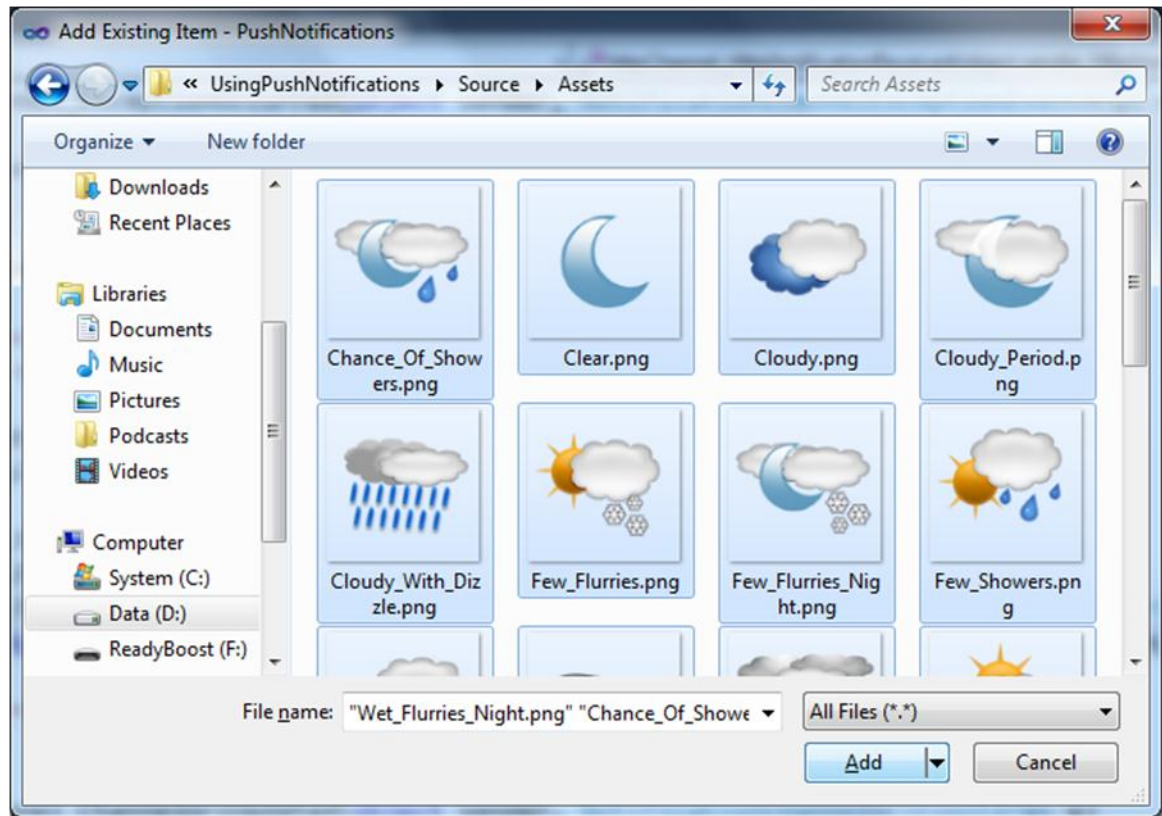 Add Existing Item - PushNotifications
« UsingPushNotifications ▸ Source ▸ Assets
Search Assets
Organize
New folder
Downloads
Recent Places
Libraries
Documents
Music
Pictures
Podcasts
Videos
Computer
System (C:)
Data (D:)
ReadyBoost (F:)
Chance_Of_Show
ers.png
Clear.png
Cloudy.png
Cloudy_Period.p
ng
Cloudy_With_Diz
zle.png
Few_Flurries.png
Few_Flurries_Nig
ht.png
Few_Showers.pn
g
File name:
"Wet_Flurries_Night.png" "Chance_Of_Showe
All Files (*.*)
Add
Cancel